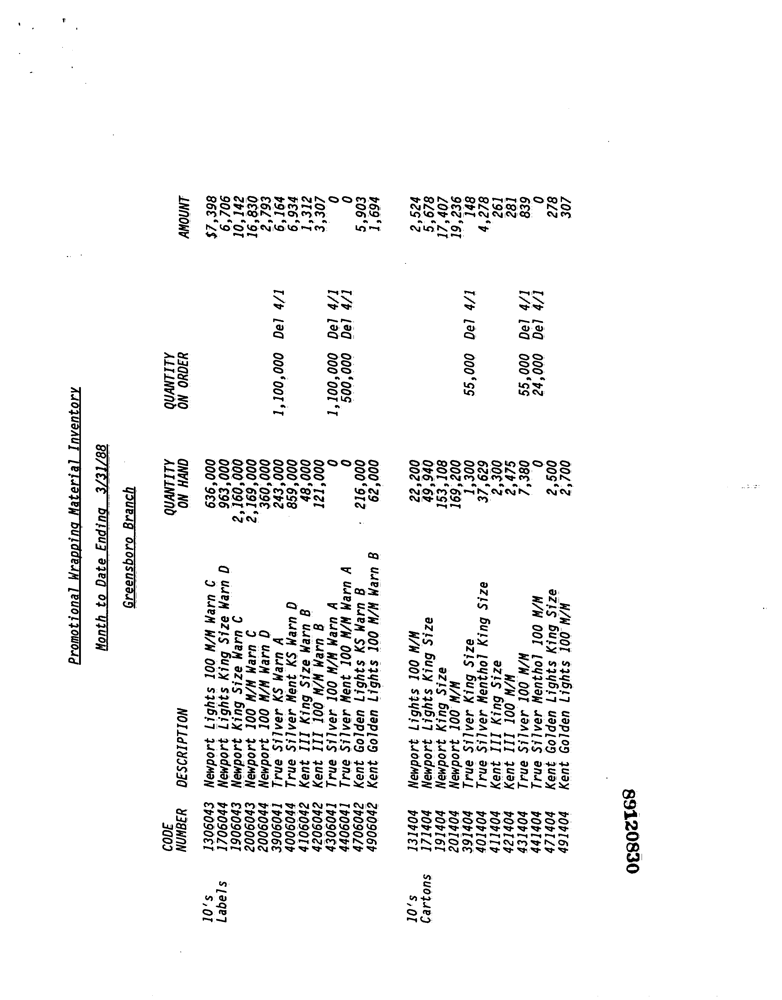 Promotional Wrapping Material Inventory
Month to Date Ending 3/31/88
Greensboro Branch
CODE NUMBER DESCRIPTION QUANTITY ON HAND QUANTITY ON ORDER AMOUNT
10's Labels
1306043 Newport Lights 100 M/M Warn C 636,000 $7,398
1706044 Newport Lights King Size Warn D 963,000 6,706
1906043 Newport King Size Warn C 2,160,000 10,142
2006043 Newport 100 M/M Warn C 2,169,000 16,830
2006044 Newport 100 M/M Warn D 360,000 2,793
3906041 True Silver KS Warn A 243,000 1,100,000 Del 4/1 6,164
4006044 True Silver Ment KS Warn D 859,000 6,934
4106042 Kent III King Size Warn B 48,000 1,312
4206042 Kent III 100 M/M Warn B 121,000 3,307
4306041 True Silver 100 M/M Warn A 0 1,100,000 Del 4/1 0
4406041 True Silver Ment 100 M/M Warn A 0 500,000 Del 4/1 0
4706042 Kent Golden Lights KS Warn B 216,000 5,903
4906042 Kent Golden Lights 100 M/M Warn B 62,000 1,694
10's Cartons
131404 Newport Lights 100 M/M 22,200 2,524
171404 Newport Lights King Size 49,940 5,678
191404 Newport King Size 153,108 17,407
201404 Newport 100 M/M 169,200 19,236
391404 True Silver King Size 1,300 55,000 Del 4/1 148
401404 True Silver Menthol King Size 37,629 4,278
411404 Kent III King Size 2,300 261
421404 Kent III 100 M/M 2,475 281
431404 True Silver 100 M/M 7,380 55,000 Del 4/1 839
441404 True Silver Menthol 100 M/M 0 24,000 Del 4/1 0
471404 Kent Golden Lights King Size 2,500 278
491404 Kent Golden Lights 100 M/M 2,700 307
89120830